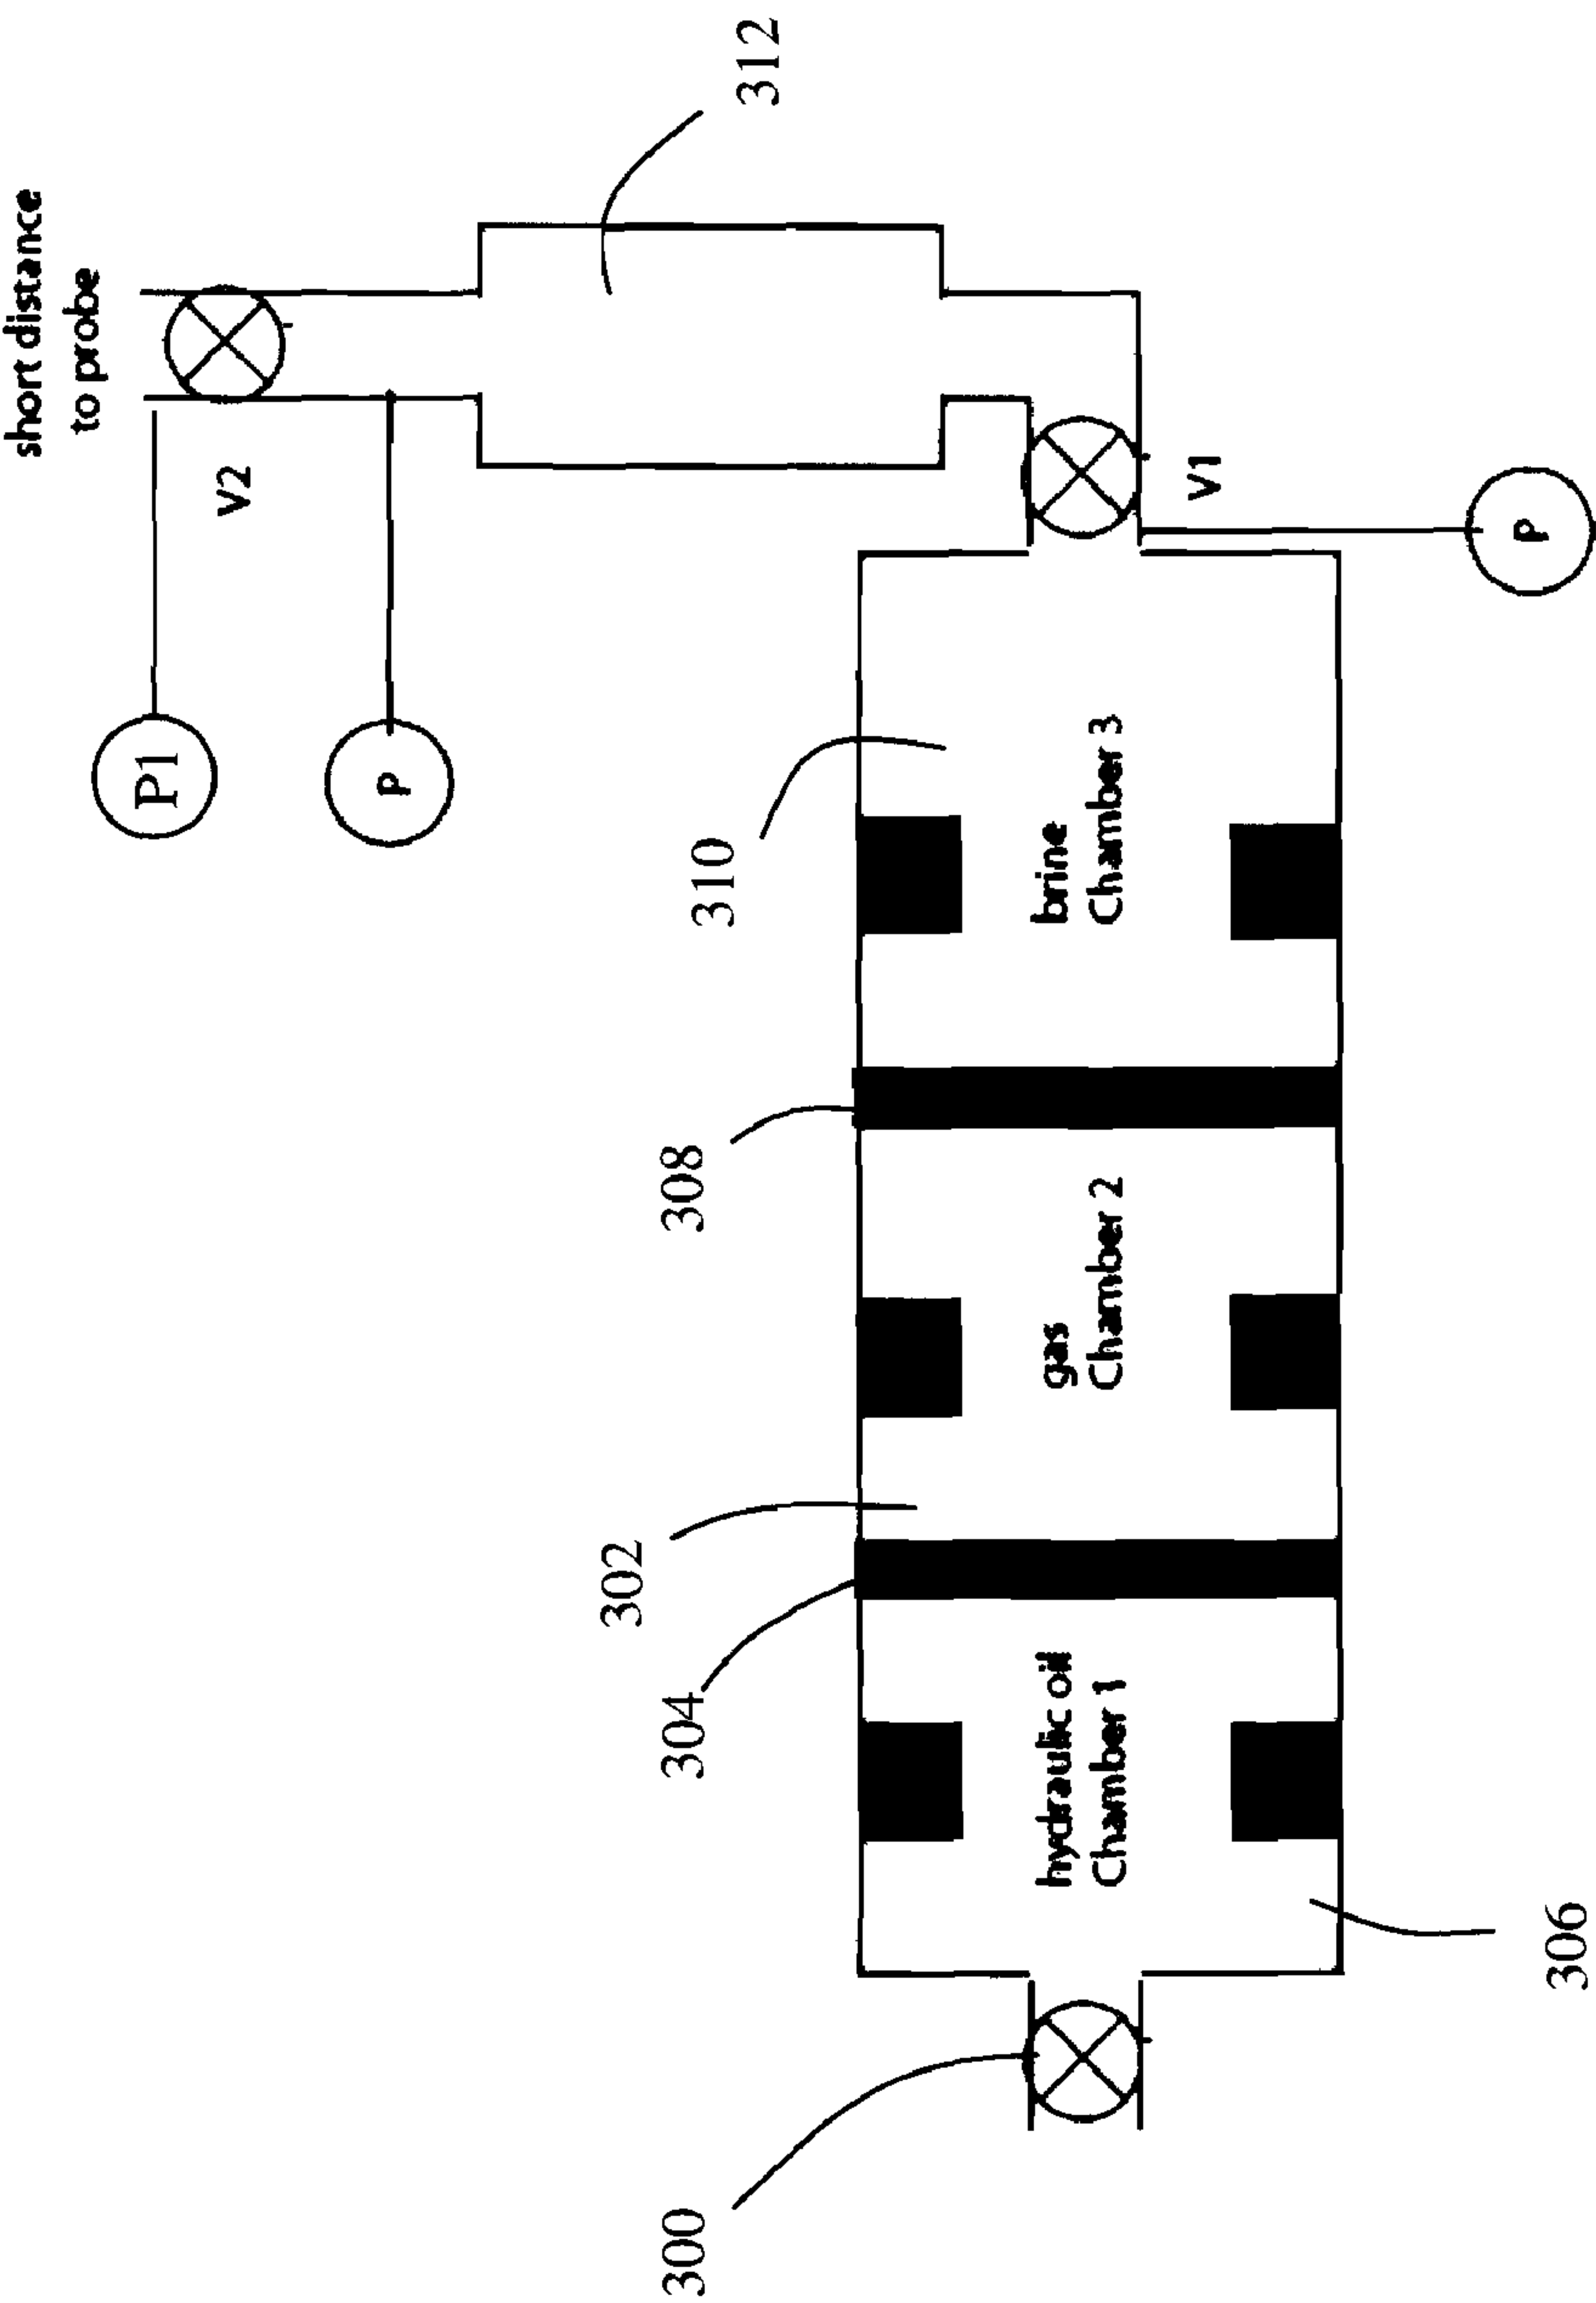 short distance
to probe
P1
V2
P
312
310
308
302
304
300
hydraulic oil
Chamber 1
gas
Chamber 2
brine
Chamber 3
V1
P
306